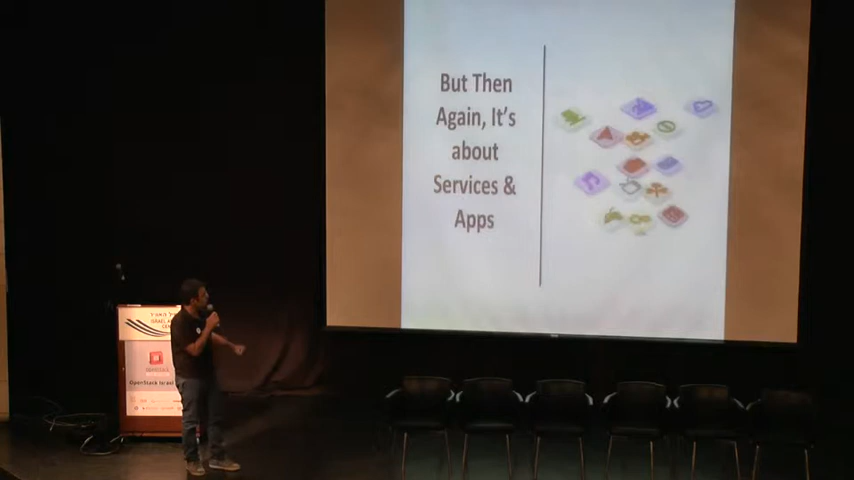 But Then
Again, It's
about
Services &
Apps
OpenStack Israel